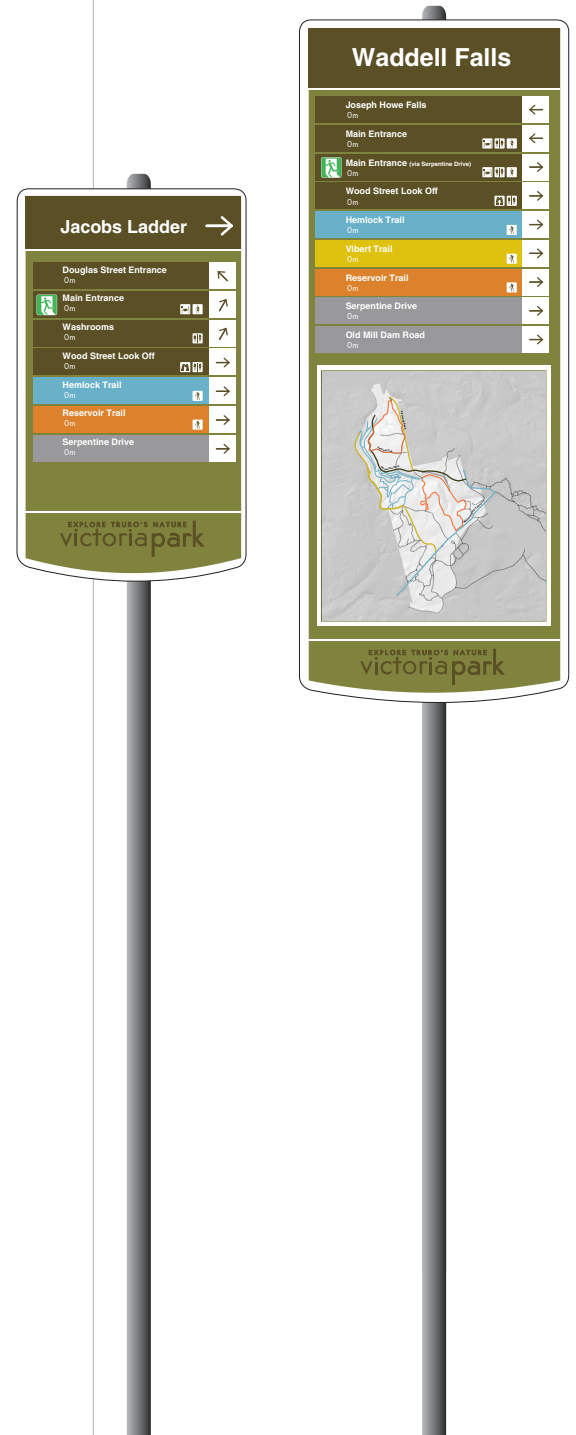 Jacobs Ladder
Douglas Street Entrance
0m
Main Entrance
0m
Washrooms
0m
Wood Street Look Off
0m
Hemlock Trail
0m
Reservoir Trail
0m
Serpentine Drive
0m
EXPLORE TRURO'S NATURE
victoriapark
Waddell Falls
Joseph Howe Falls
0m
Main Entrance
0m
Main Entrance (via Serpentine Drive)
0m
Wood Street Look Off
0m
Hemlock Trail
0m
Vibert Trail
0m
Reservoir Trail
0m
Serpentine Drive
0m
Old Mill Dam Road
0m
EXPLORE TRURO'S NATURE
victoriapark